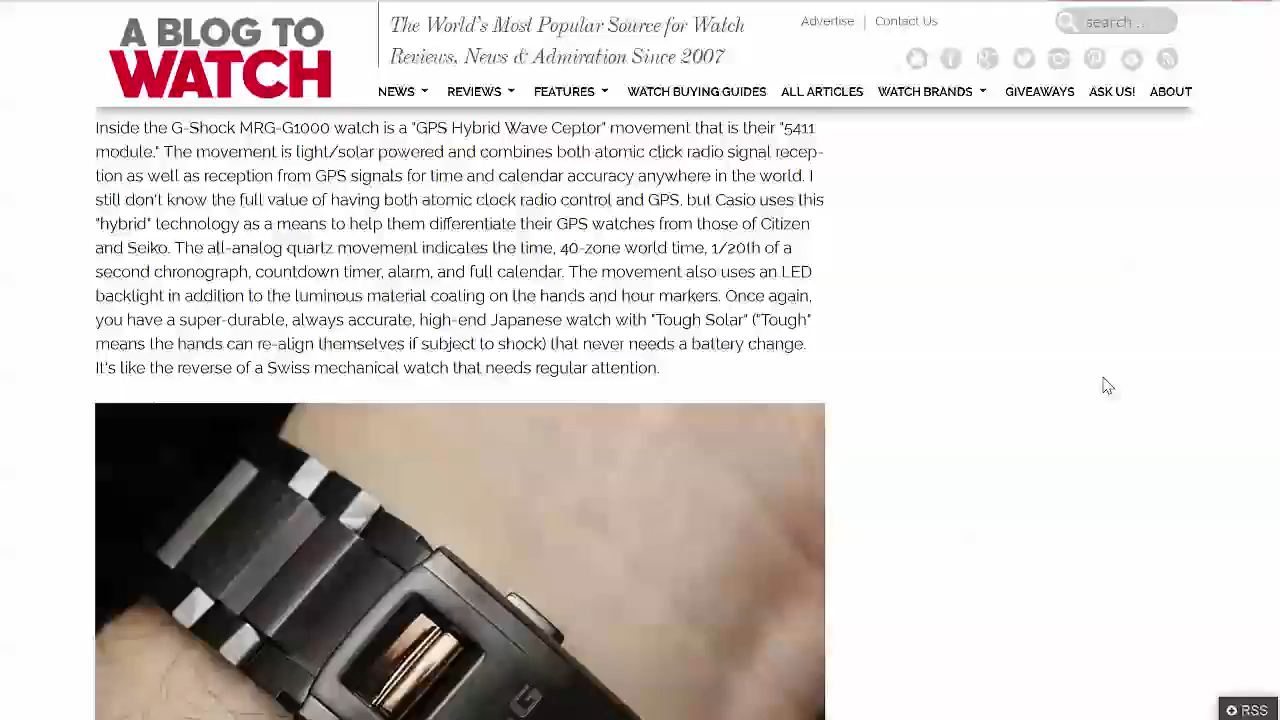 A BLOG TO
WATCH
The World's Most Popular Source for Watch
Reviews, News & Admiration Since 2007
Advertise | Contact Us
search ...
NEWS REVIEWS FEATURES WATCH BUYING GUIDES ALL ARTICLES WATCH BRANDS GIVEAWAYS ASK US! ABOUT
Inside the G-Shock MRG-G1000 watch is a "GPS Hybrid Wave Ceptor" movement that is their "5411
module." The movement is light/solar powered and combines both atomic click radio signal recep-
tion as well as reception from GPS signals for time and calendar accuracy anywhere in the world. I
still don't know the full value of having both atomic clock radio control and GPS, but Casio uses this
"hybrid" technology as a means to help them differentiate their GPS watches from those of Citizen
and Seiko. The all-analog quartz movement indicates the time, 40-zone world time, 1/20th of a
second chronograph, countdown timer, alarm, and full calendar. The movement also uses an LED
backlight in addition to the luminous material coating on the hands and hour markers. Once again,
you have a super-durable, always accurate, high-end Japanese watch with "Tough Solar" ("Tough"
means the hands can re-align themselves if subject to shock) that never needs a battery change.
It's like the reverse of a Swiss mechanical watch that needs regular attention.
G
RSS